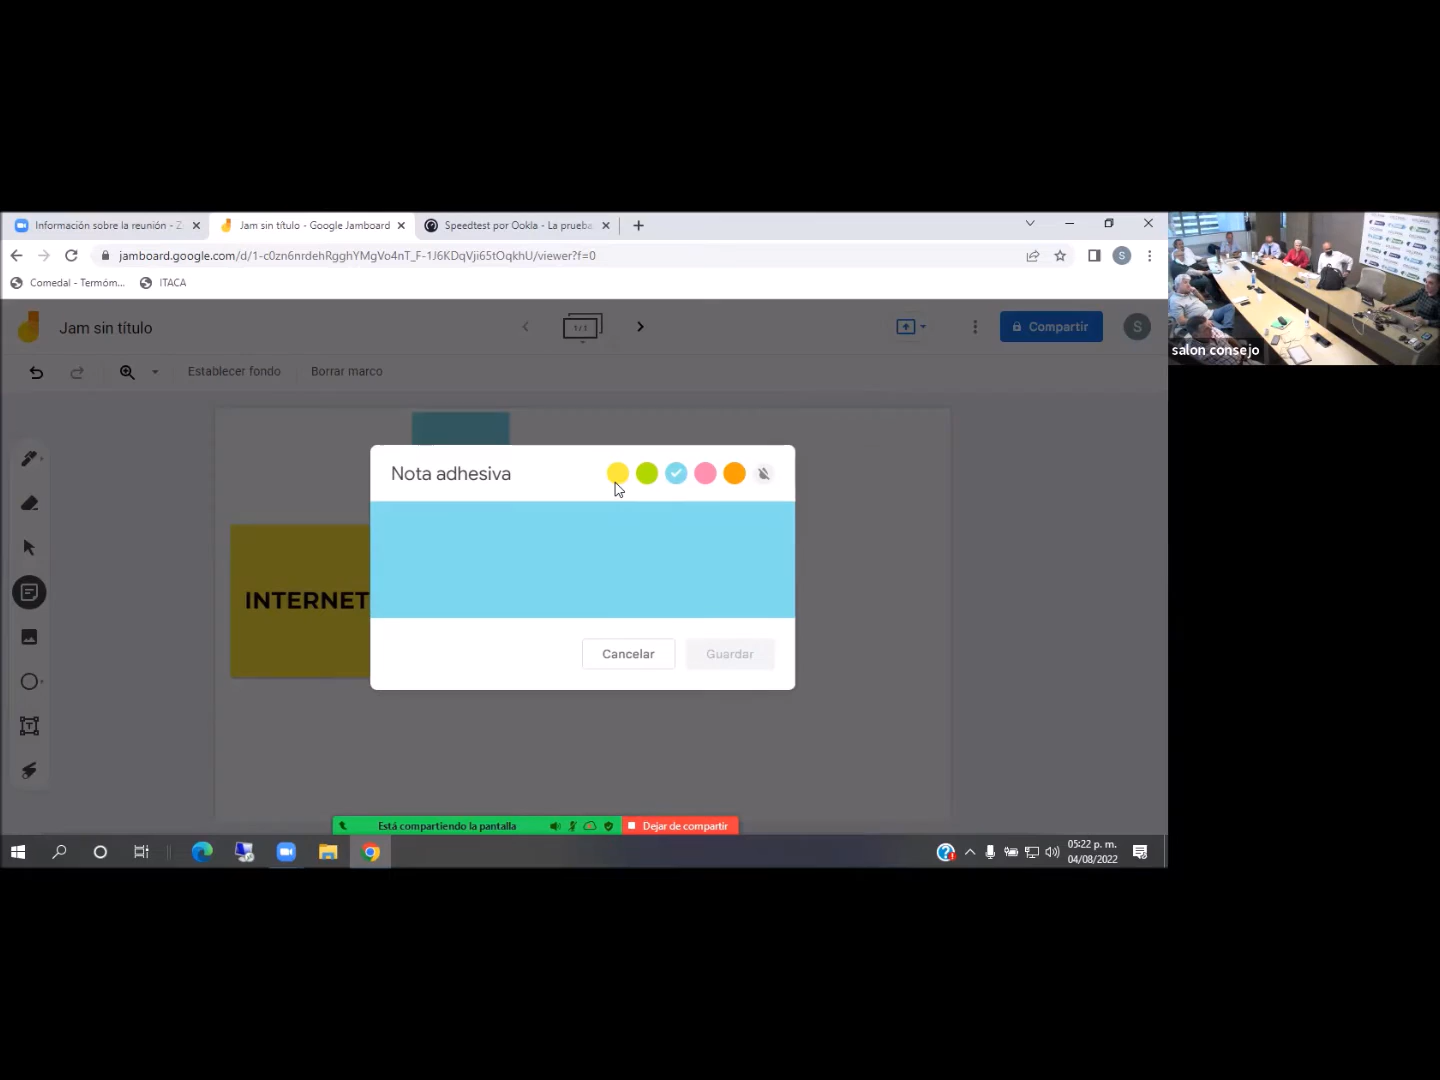 Información sobre la reunión - Z
Jam sin título - Google Jamboard
Speedtest por Ookla - La prueba
jamboard.google.com/d/1-c0zn6nrdehRgghYMgVo4nT_F-1J6KDqVji65tOqkhU/viewer?f=0
S
Comedal - Termóm...
ITACA
salon consejo
Jam sin título
1 / 1
Compartir
S
Establecer fondo
Borrar marco
Nota adhesiva
INTERNET
Cancelar
Guardar
Está compartiendo la pantalla
Dejar de compartir
05:22 p. m.
04/08/2022